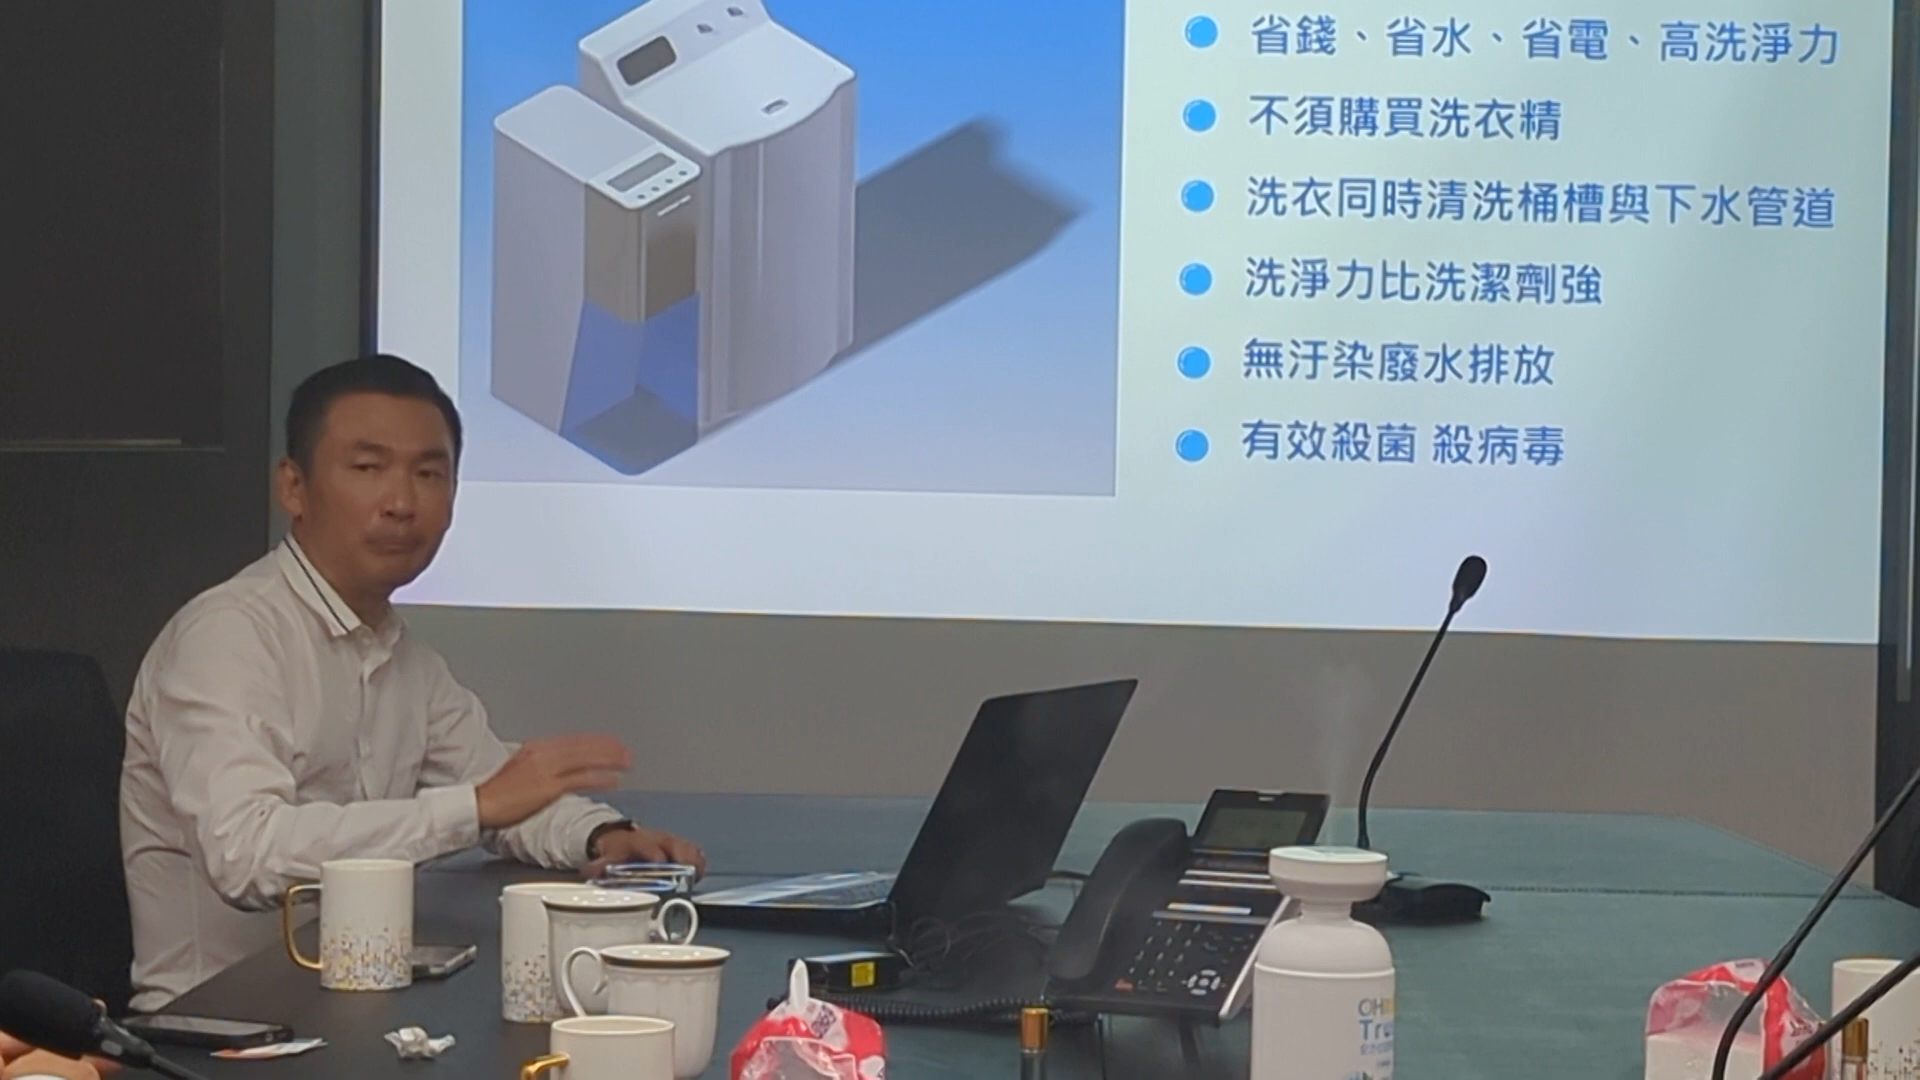 省錢、省水、省電、高洗淨力
不須購買洗衣精
洗衣同時清洗桶槽與下水管道
洗淨力比洗潔劑強
無汙染廢水排放
有效殺菌 殺病毒